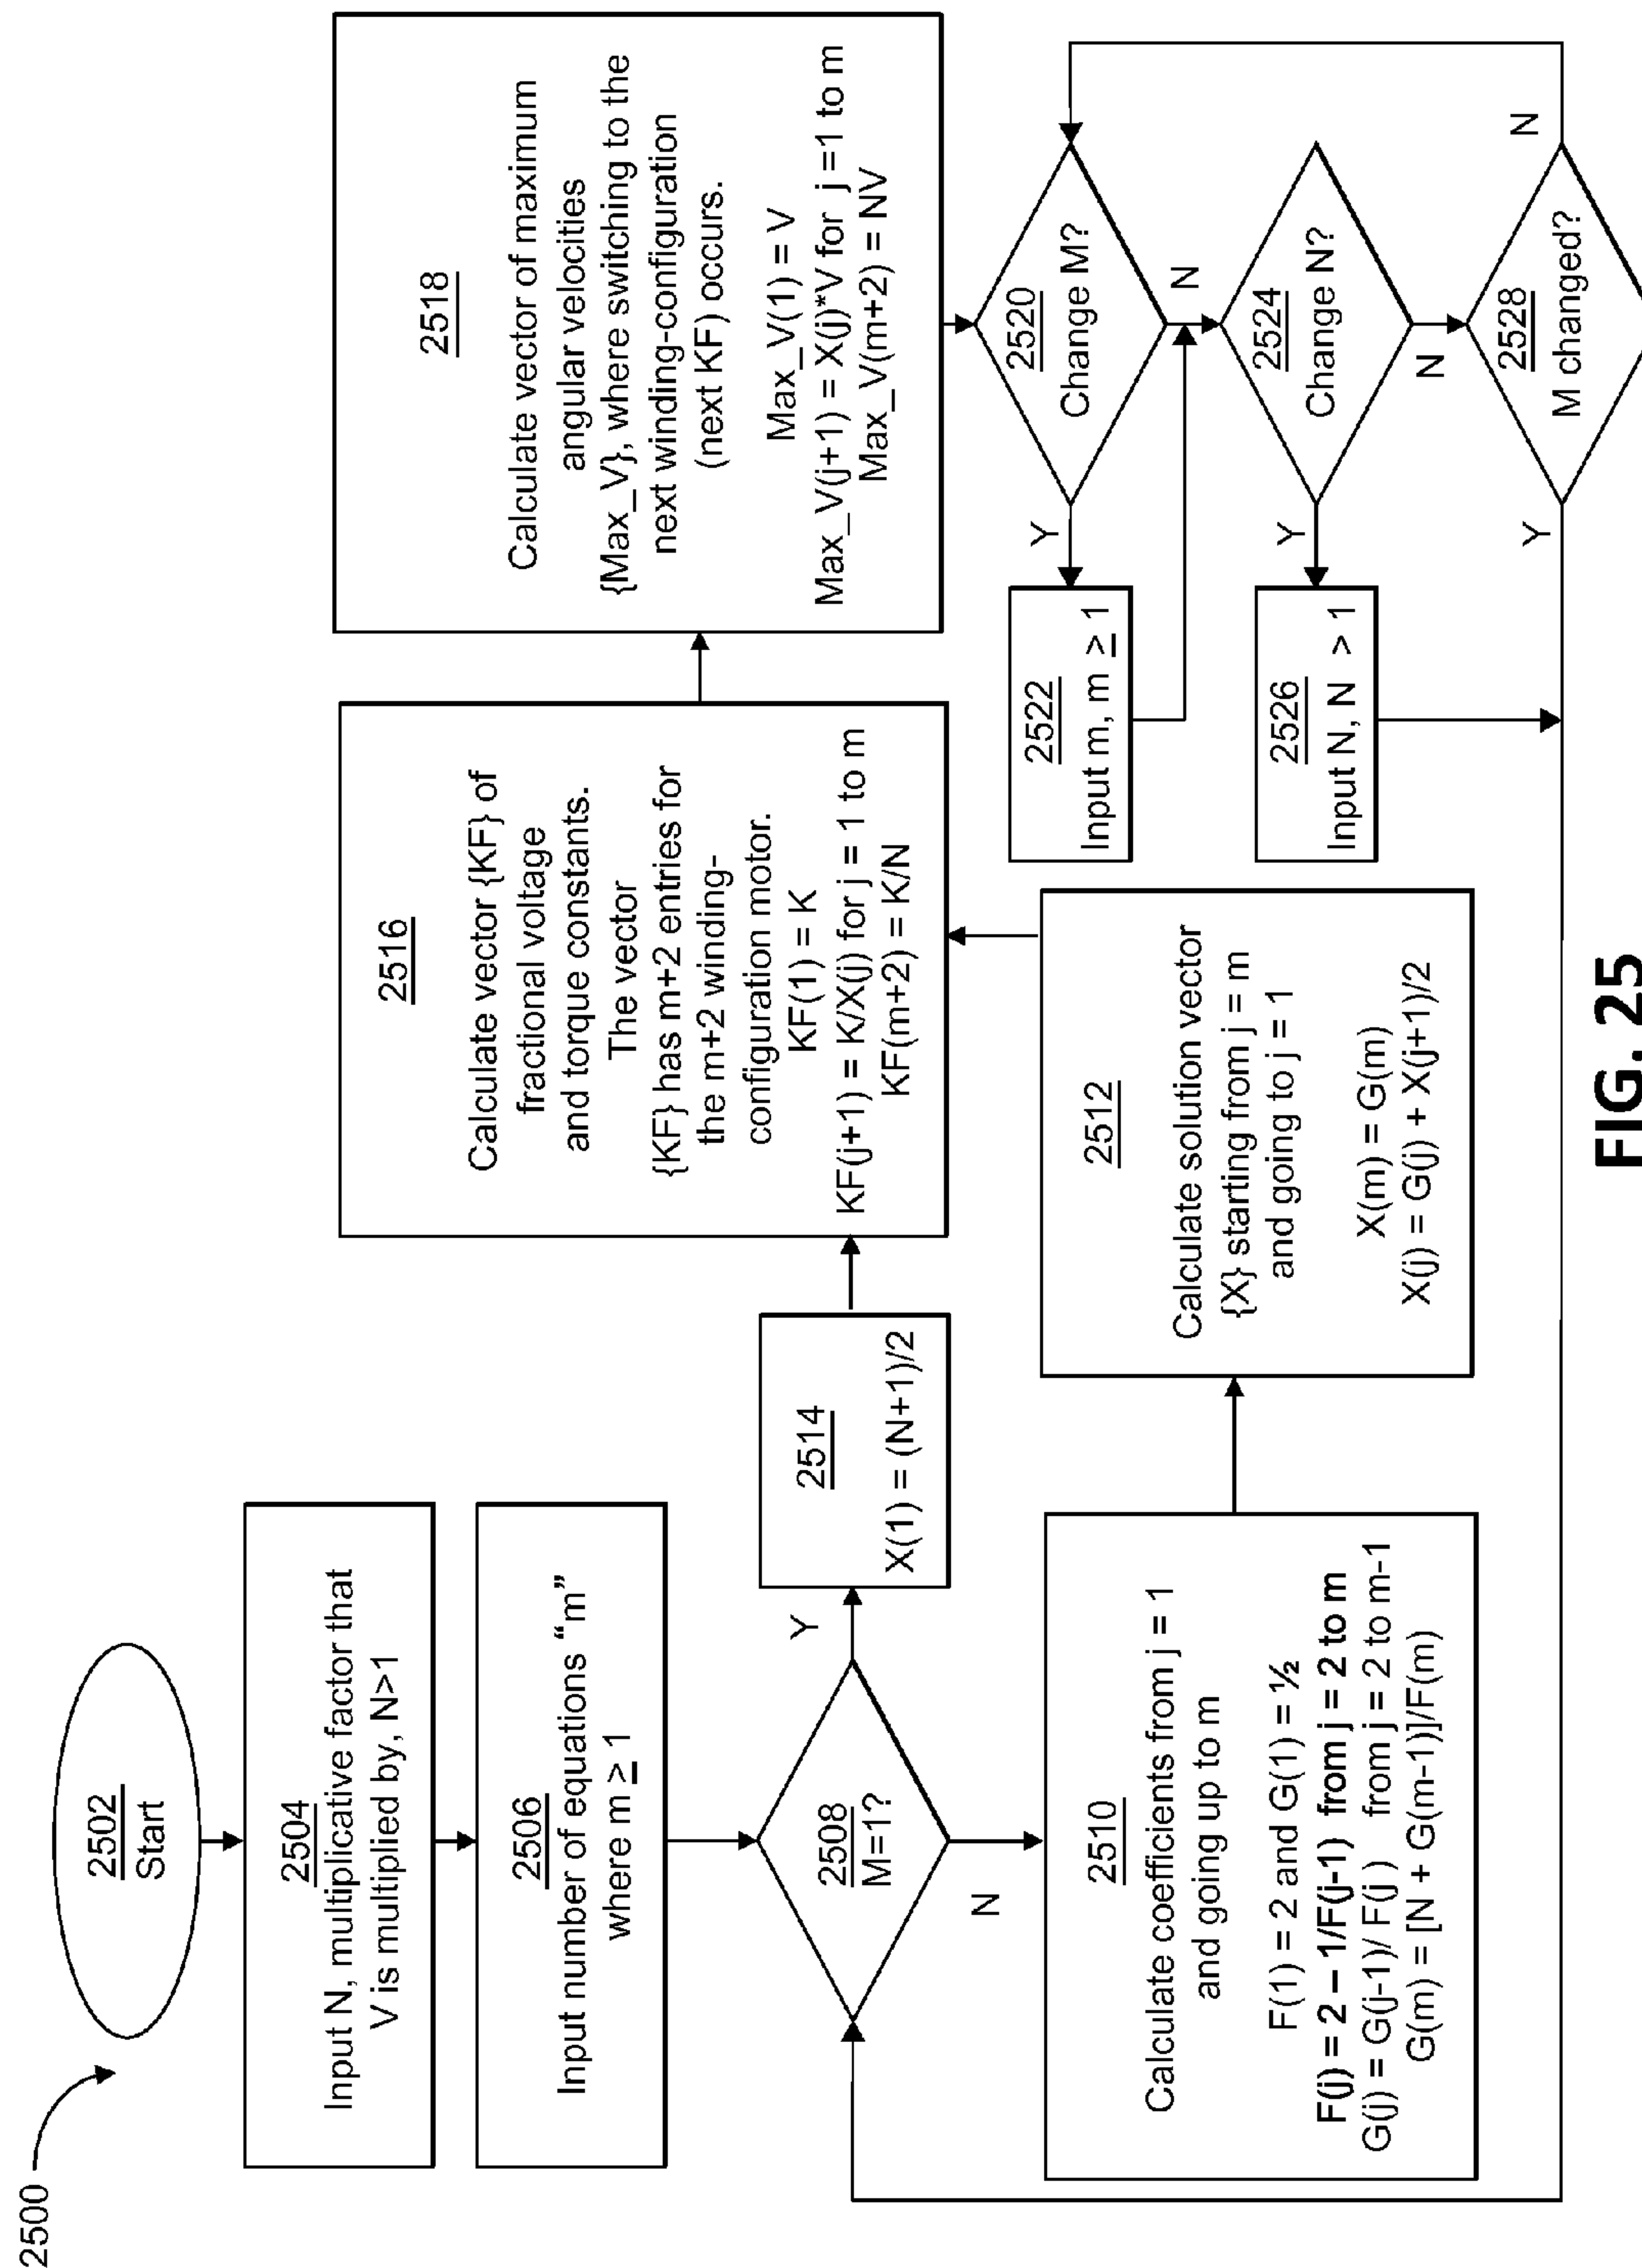 2500
2502
Start
2504
Input N, multiplicative factor that
V is multiplied by, N>1
2506
Input number of equations “m”
where m ≥ 1
2508
M=1?
Y
N
2514
X(1) = (N+1)/2
2510
Calculate coefficients from j = 1
and going up to m
F(1) = 2 and G(1) = ½
F(j) = 2 – 1/F(j-1) from j = 2 to m
G(j) = G(j-1)/ F(j ) from j = 2 to m-1
G(m) = [N + G(m-1)]/F(m)
2512
Calculate solution vector
{X} starting from j = m
and going to j = 1
X(m) = G(m)
X(j) = G(j) + X(j+1)/2
2516
Calculate vector {KF} of
fractional voltage
and torque constants.
The vector
{KF} has m+2 entries for
the m+2 winding-
configuration motor.
KF(1) = K
KF(j+1) = K/X(j) for j = 1 to m
KF(m+2) = K/N
2518
Calculate vector of maximum
angular velocities
{Max_V}, where switching to the
next winding-configuration
(next KF) occurs.
Max_V(1) = V
Max_V(j+1) = X(j)*V for j =1 to m
Max_V(m+2) = NV
2520
Change M?
Y
N
2522
Input m, m ≥ 1
2524
Change N?
Y
N
2526
Input N, N > 1
2528
M changed?
Y
N
FIG. 25